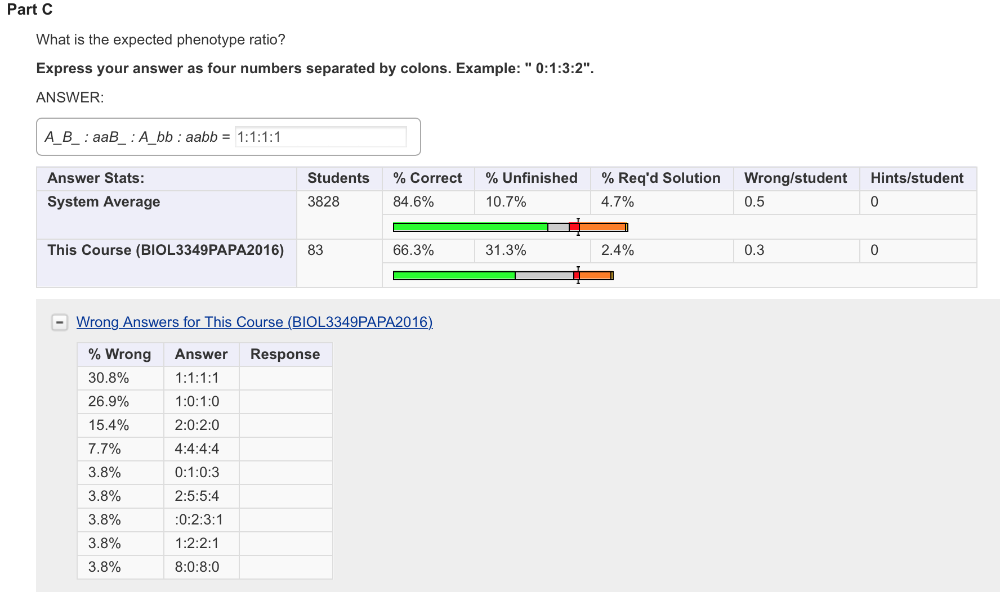 Part C
What is the expected phenotype ratio?
Express your answer as four numbers separated by colons. Example: " 0:1:3:2".
ANSWER:
A_B_ : aaB_ : A_bb : aabb = 1:1:1:1
Answer Stats: Students % Correct % Unfinished % Req'd Solution Wrong/student Hints/student
System Average 3828 84.6% 10.7% 4.7% 0.5 0
This Course (BIOL3349PAPA2016) 83 66.3% 31.3% 2.4% 0.3 0
Wrong Answers for This Course (BIOL3349PAPA2016)
% Wrong Answer Response
30.8% 1:1:1:1
26.9% 1:0:1:0
15.4% 2:0:2:0
7.7% 4:4:4:4
3.8% 0:1:0:3
3.8% 2:5:5:4
3.8% :0:2:3:1
3.8% 1:2:2:1
3.8% 8:0:8:0